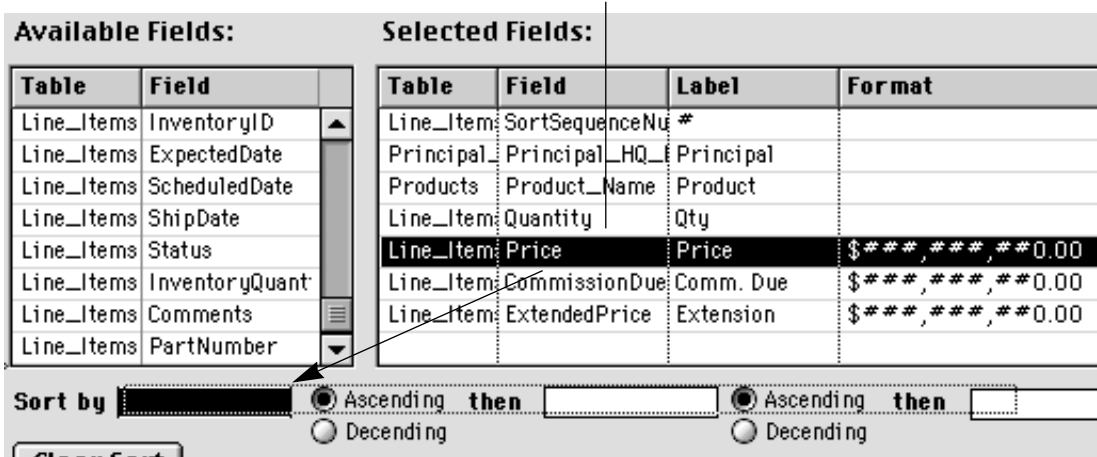 Available Fields: Selected Fields:
Table Field Table Field Label Format
Line_Items InventoryID Line_Item SortSequenceNu #
Line_Items ExpectedDate Principal_ Principal_HQ_ Principal
Line_Items ScheduledDate Products Product_Name Product
Line_Items ShipDate Line_Item Quantity Qty
Line_Items Status Line_Item Price Price $###,###,##0.00
Line_Items InventoryQuant Line_Item CommissionDue Comm. Due $###,###,##0.00
Line_Items Comments Line_Item ExtendedPrice Extension $###,###,##0.00
Line_Items PartNumber
Sort by Ascending then Ascending then
Decending Decending
Clear Sort